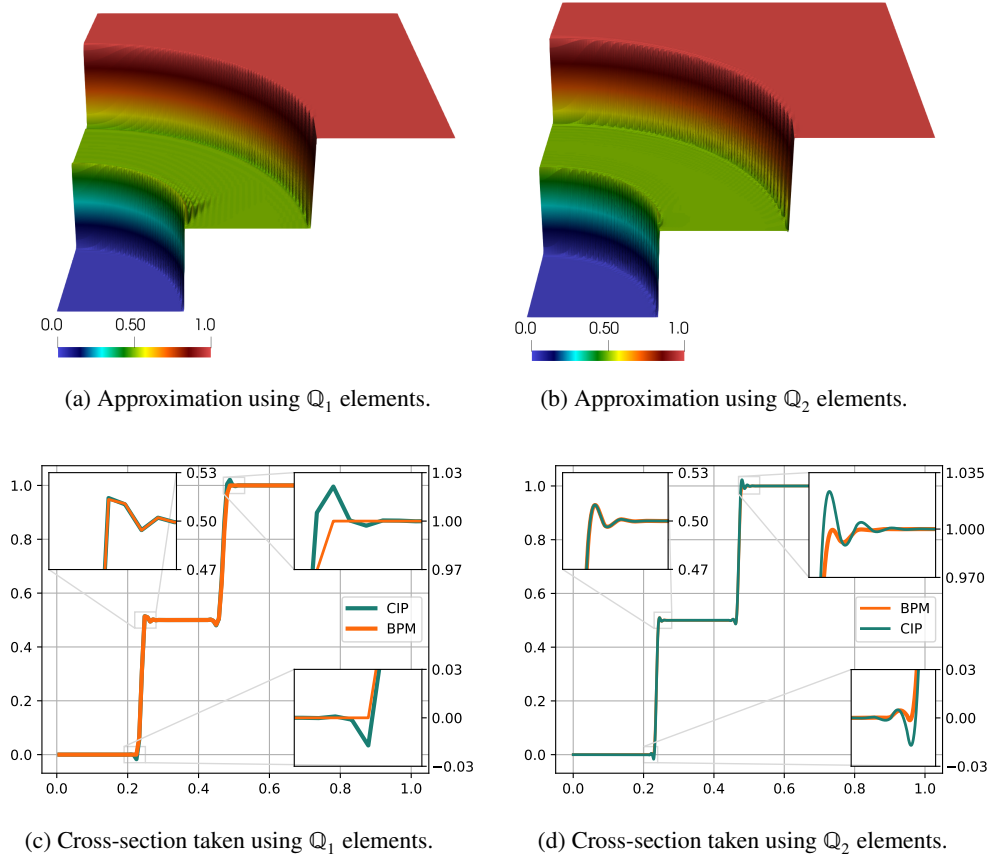 0.0 0.50 1.0
0.0 0.50 1.0
(a) Approximation using ℚ₁ elements.
(b) Approximation using ℚ₂ elements.
1.0
0.8
0.6
0.4
0.2
0.0
0.0 0.2 0.4 0.6 0.8 1.0
0.53
0.50
0.47
1.03
1.00
0.97
CIP
BPM
0.03
0.00
−0.03
(c) Cross-section taken using ℚ₁ elements.
1.0
0.8
0.6
0.4
0.2
0.0
0.0 0.2 0.4 0.6 0.8 1.0
0.53
0.50
0.47
1.035
1.000
0.970
BPM
CIP
0.03
0.00
−0.03
(d) Cross-section taken using ℚ₂ elements.